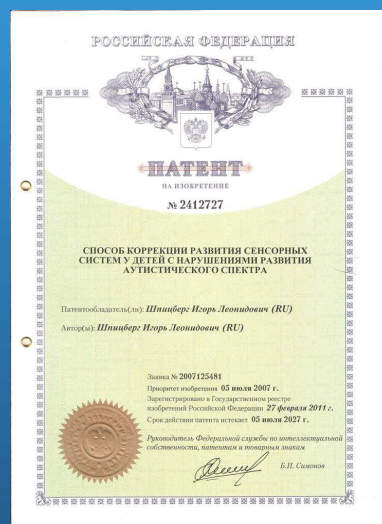 РОССИЙСКАЯ ФЕДЕРАЦИЯ
ПАТЕНТ
НА ИЗОБРЕТЕНИЕ
№ 2412727
СПОСОБ КОРРЕКЦИИ РАЗВИТИЯ СЕНСОРНЫХ
СИСТЕМ У ДЕТЕЙ С НАРУШЕНИЯМИ РАЗВИТИЯ
АУТИСТИЧЕСКОГО СПЕКТРА
Патентообладатель(ли): Шпицберг Игорь Леонидович (RU)
Автор(ы): Шпицберг Игорь Леонидович (RU)
Заявка № 2007125481
Приоритет изобретения 05 июля 2007 г.
Зарегистрировано в Государственном реестре
изобретений Российской Федерации 27 февраля 2011 г.
Срок действия патента истекает 05 июля 2027 г.
Руководитель Федеральной службы по интеллектуальной
собственности, патентам и товарным знакам
Б.П. Симонов